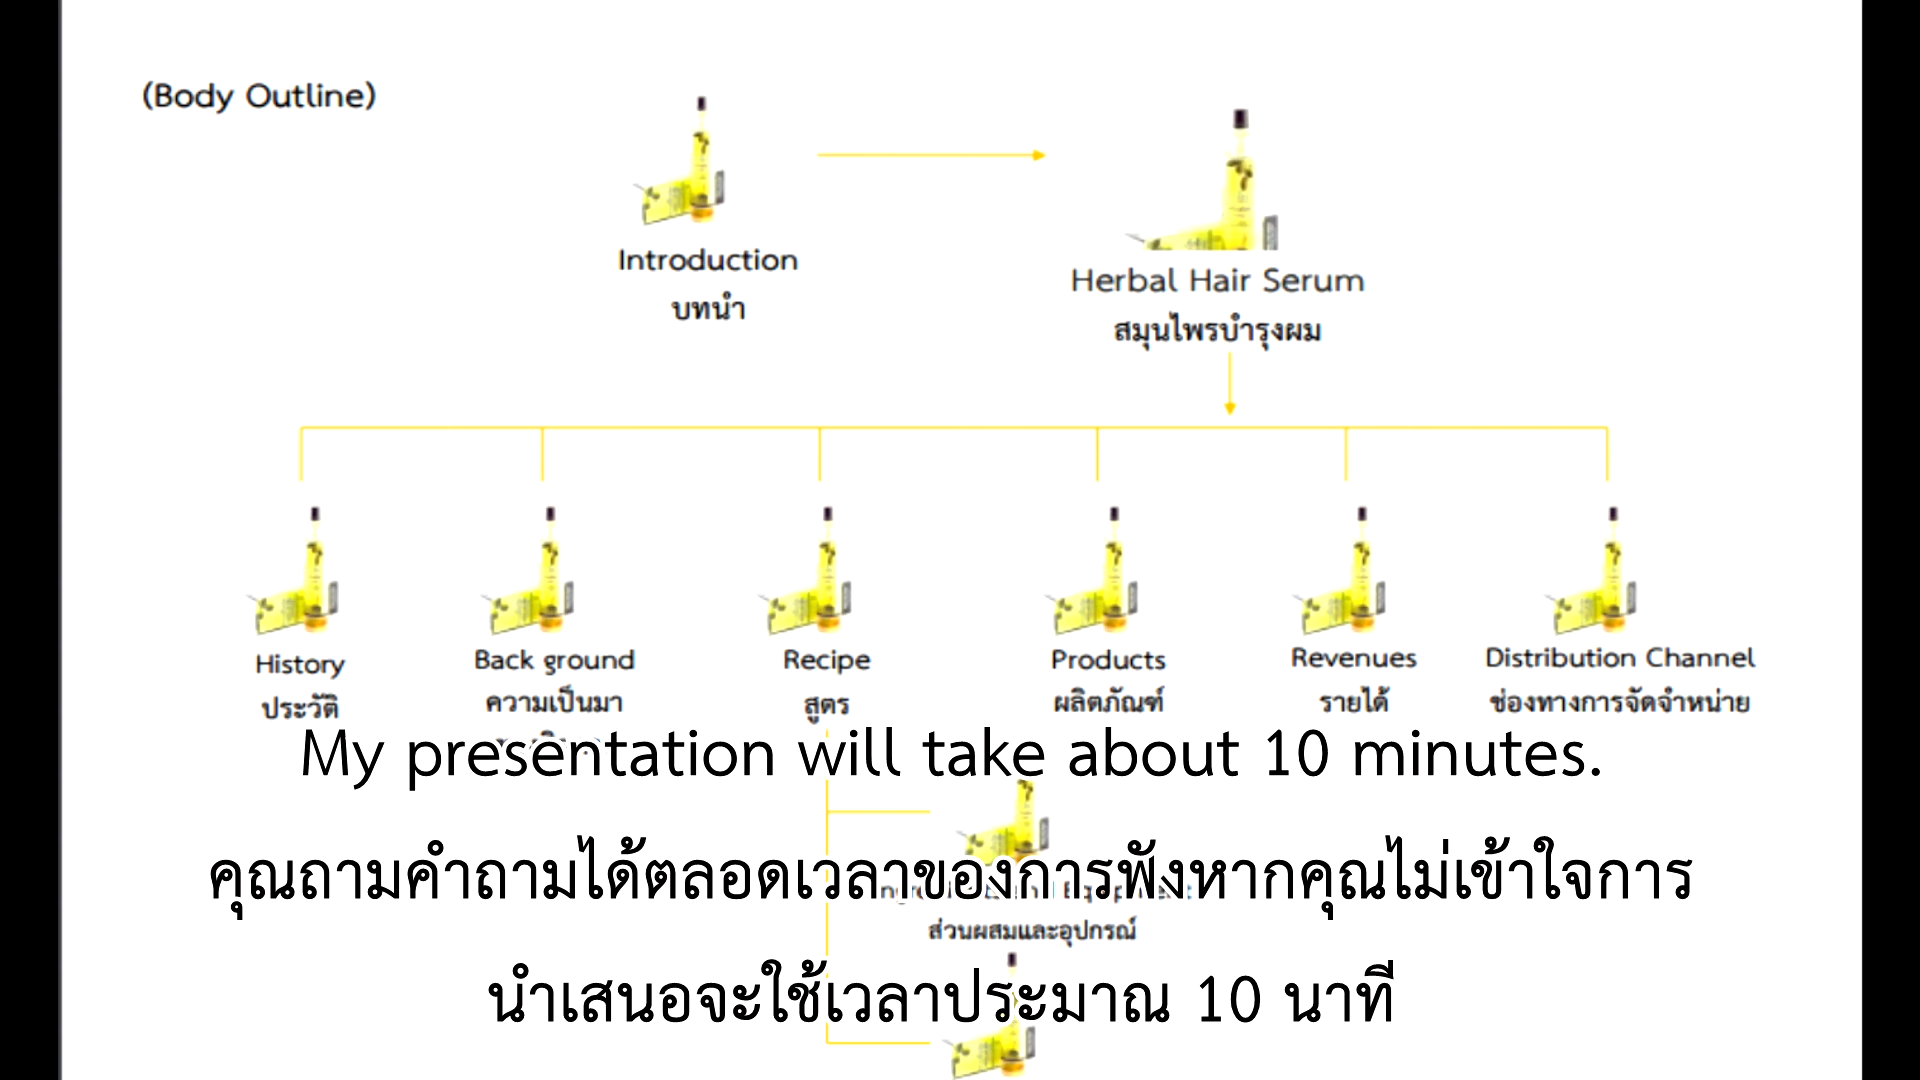 (Body Outline)
Introduction
บทนำ
Herbal Hair Serum
สมุนไพรบำรุงผม
History
ประวัติ
Back ground
ความเป็นมา
Recipe
สูตร
Products
ผลิตภัณฑ์
Revenues
รายได้
Distribution Channel
ช่องทางการจัดจำหน่าย
My presentation will take about 10 minutes.
คุณถามคำถามได้ตลอดเวลาของการฟังหากคุณไม่เข้าใจการ
ส่วนผสมและอุปกรณ์
นำเสนอจะใช้เวลาประมาณ 10 นาที